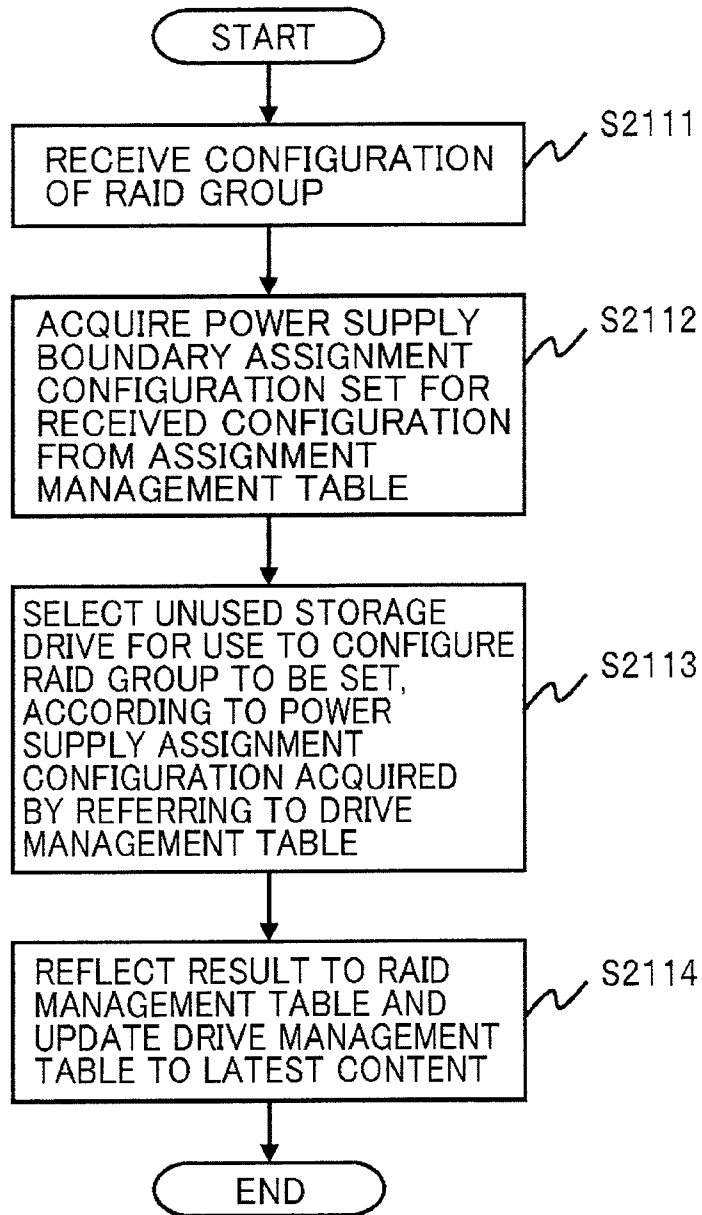 START
RECEIVE CONFIGURATION
OF RAID GROUP
S2111
ACQUIRE POWER SUPPLY
BOUNDARY ASSIGNMENT
CONFIGURATION SET FOR
RECEIVED CONFIGURATION
FROM ASSIGNMENT
MANAGEMENT TABLE
S2112
SELECT UNUSED STORAGE
DRIVE FOR USE TO CONFIGURE
RAID GROUP TO BE SET,
ACCORDING TO POWER
SUPPLY ASSIGNMENT
CONFIGURATION ACQUIRED
BY REFERRING TO DRIVE
MANAGEMENT TABLE
S2113
REFLECT RESULT TO RAID
MANAGEMENT TABLE AND
UPDATE DRIVE MANAGEMENT
TABLE TO LATEST CONTENT
S2114
END